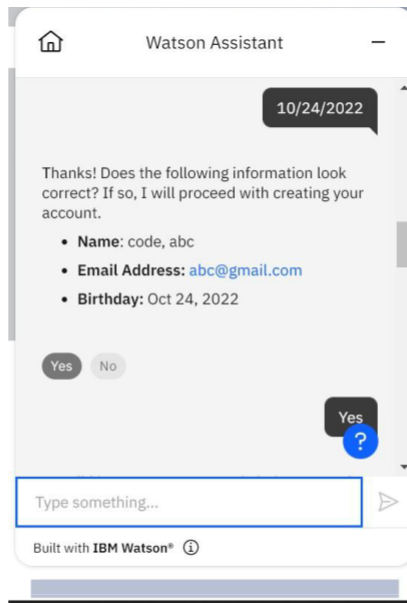 Watson Assistant
10/24/2022
Thanks! Does the following information look
correct? If so, I will proceed with creating your
account.
• Name: code, abc
• Email Address: abc@gmail.com
• Birthday: Oct 24, 2022
Yes No
Yes
?
Type something...
Built with IBM Watson®